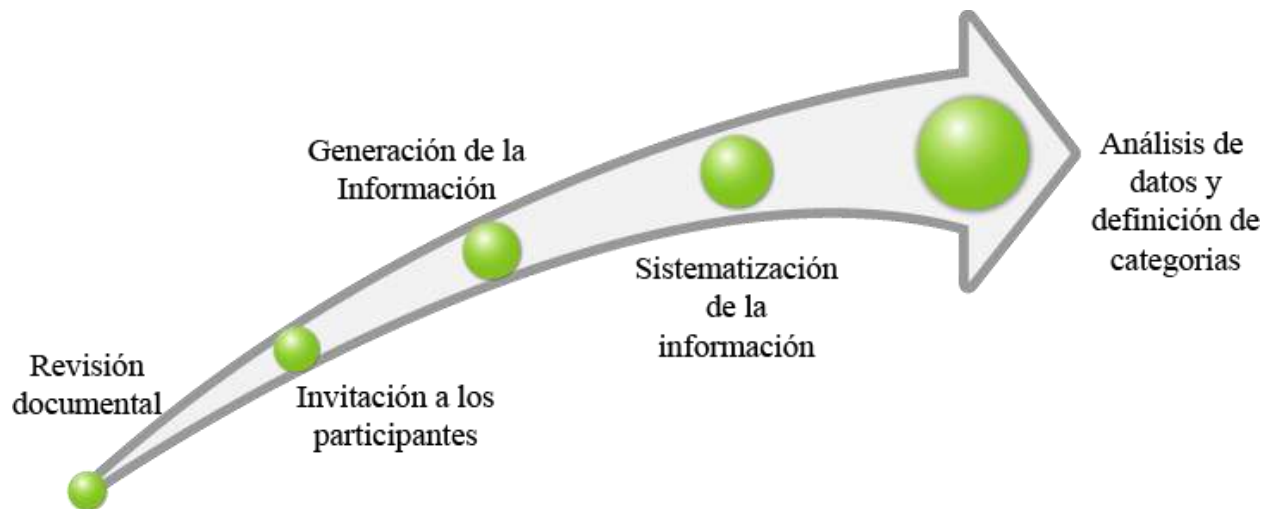 Revisión
documental
Invitación a los
participantes
Generación de la
Información
Sistematización
de la
información
Análisis de
datos y
definición de
categorias